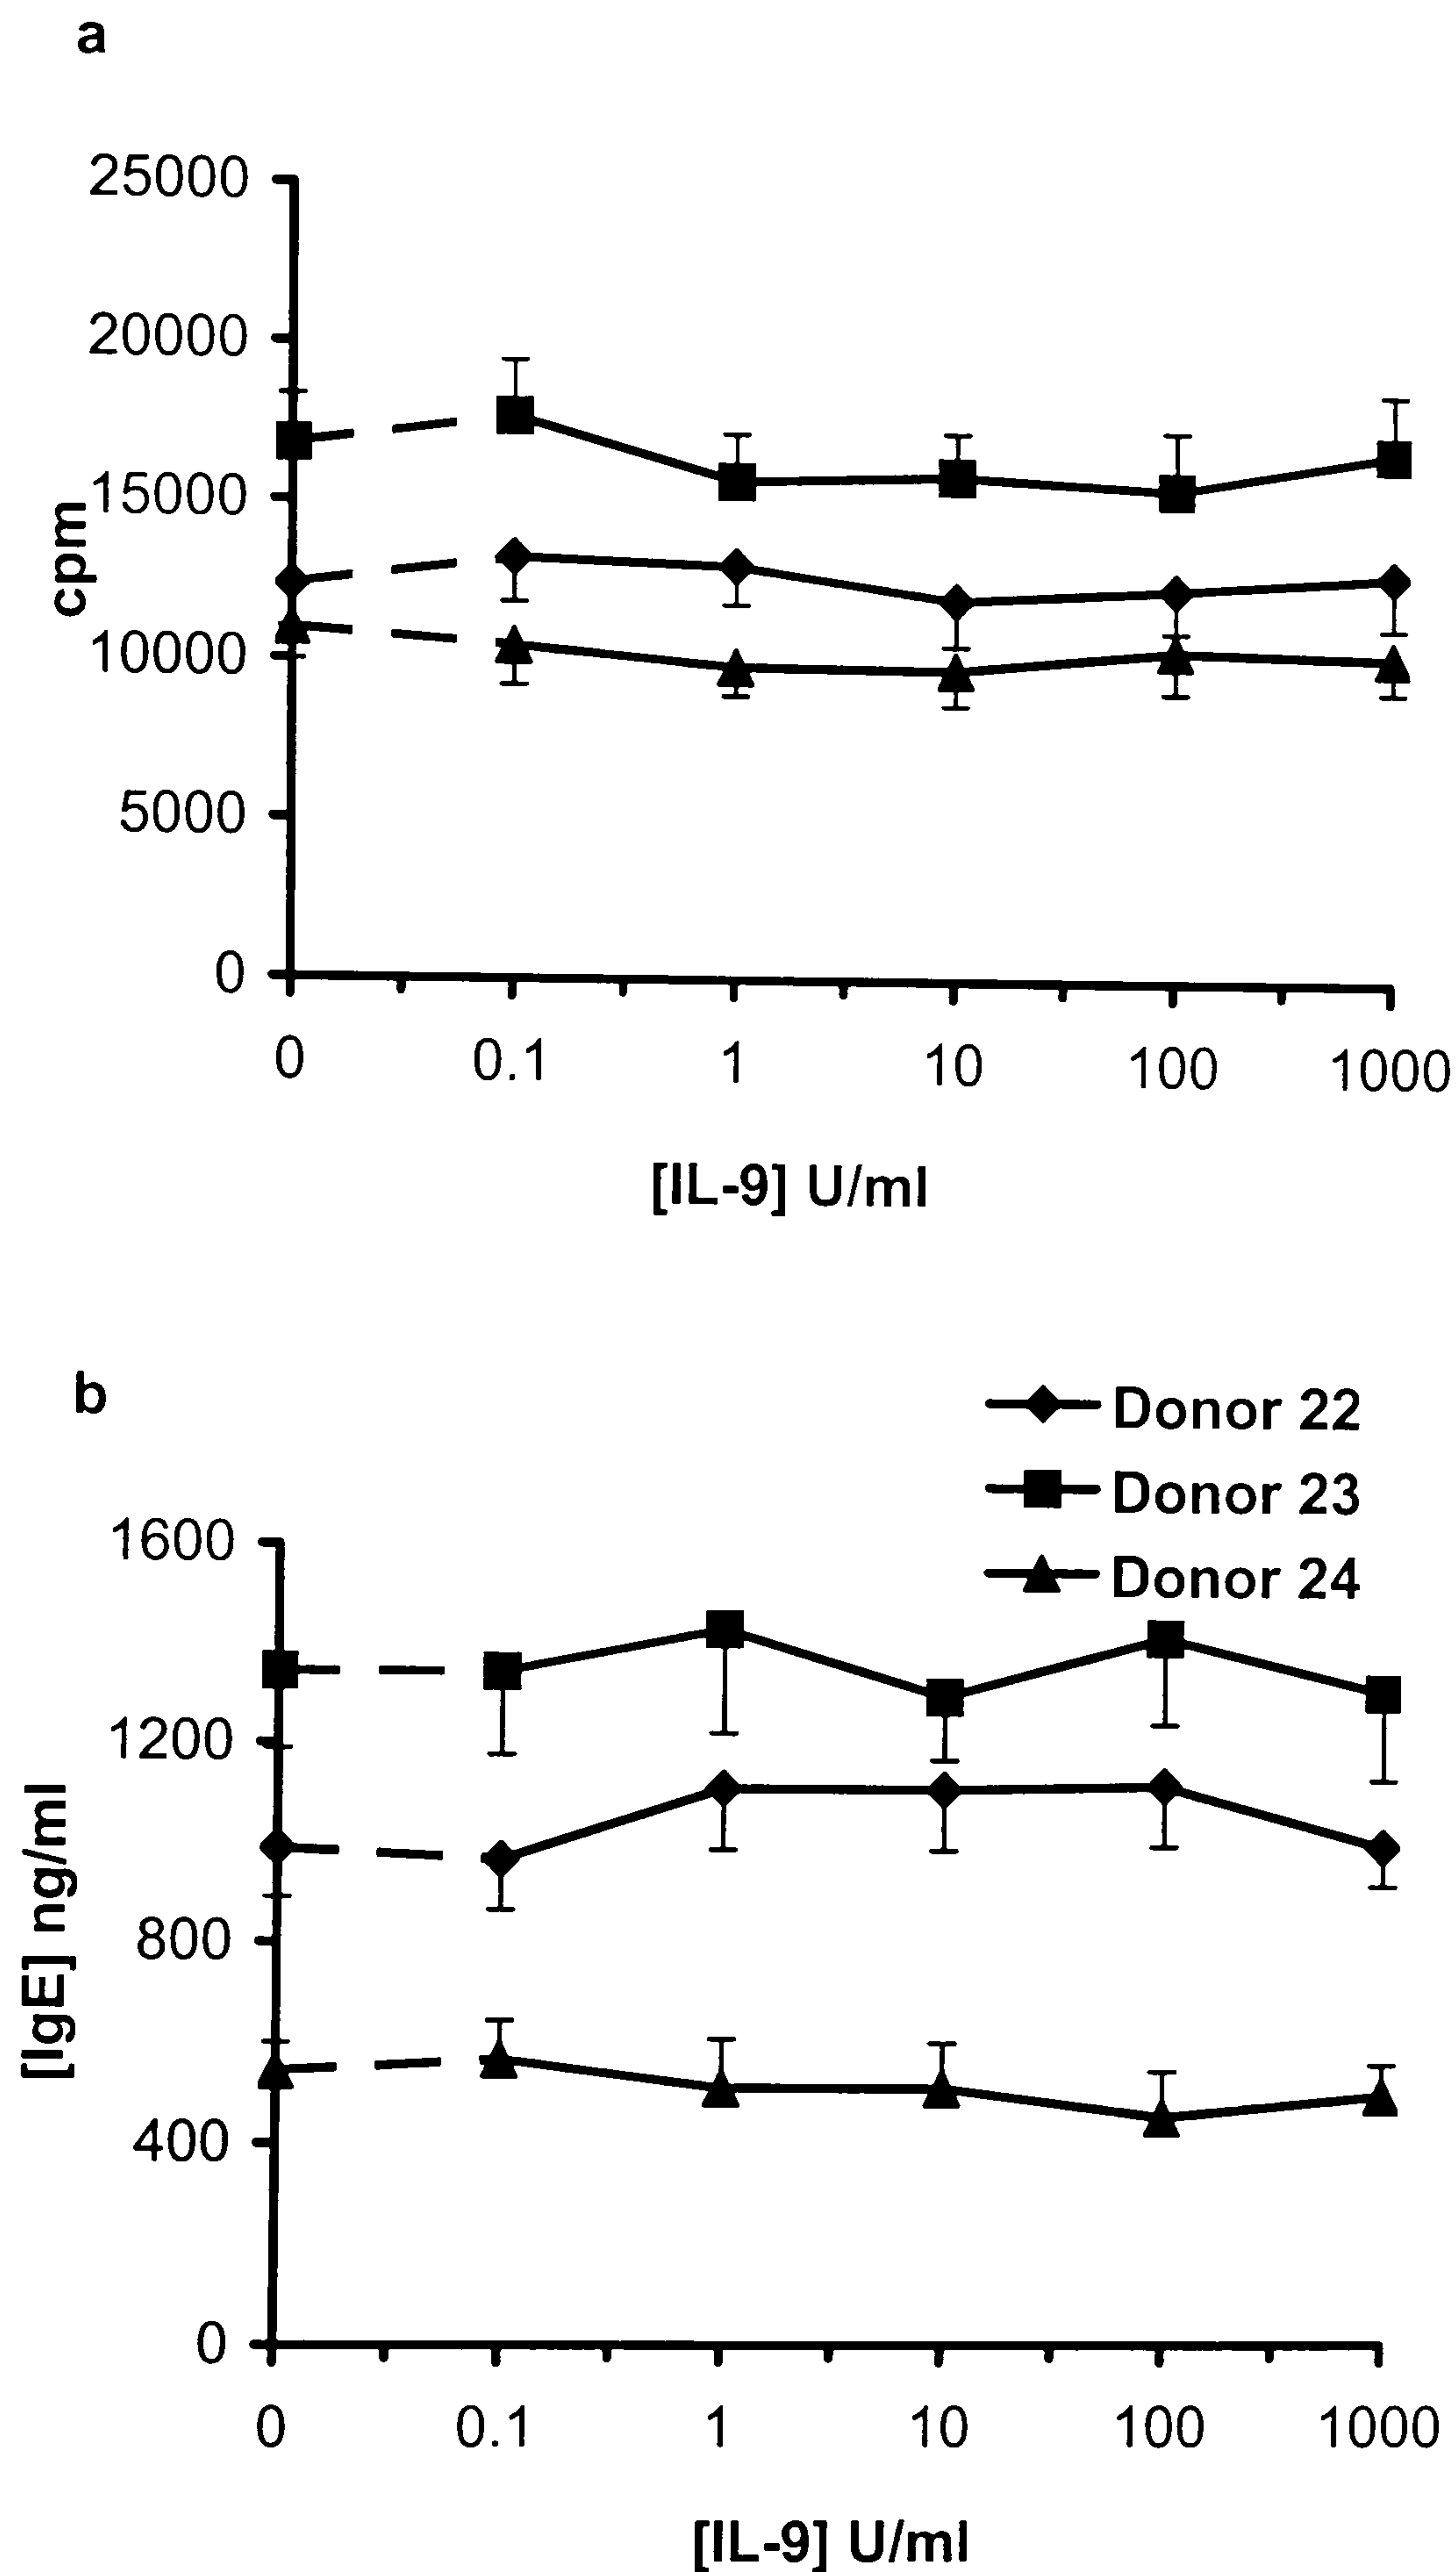 a
25000
20000
15000
10000
5000
0
cpm
0 0.1 1 10 100 1000
[IL-9] U/ml
b
Donor 22
Donor 23
Donor 24
1600
1200
800
400
0
[IgE] ng/ml
0 0.1 1 10 100 1000
[IL-9] U/ml